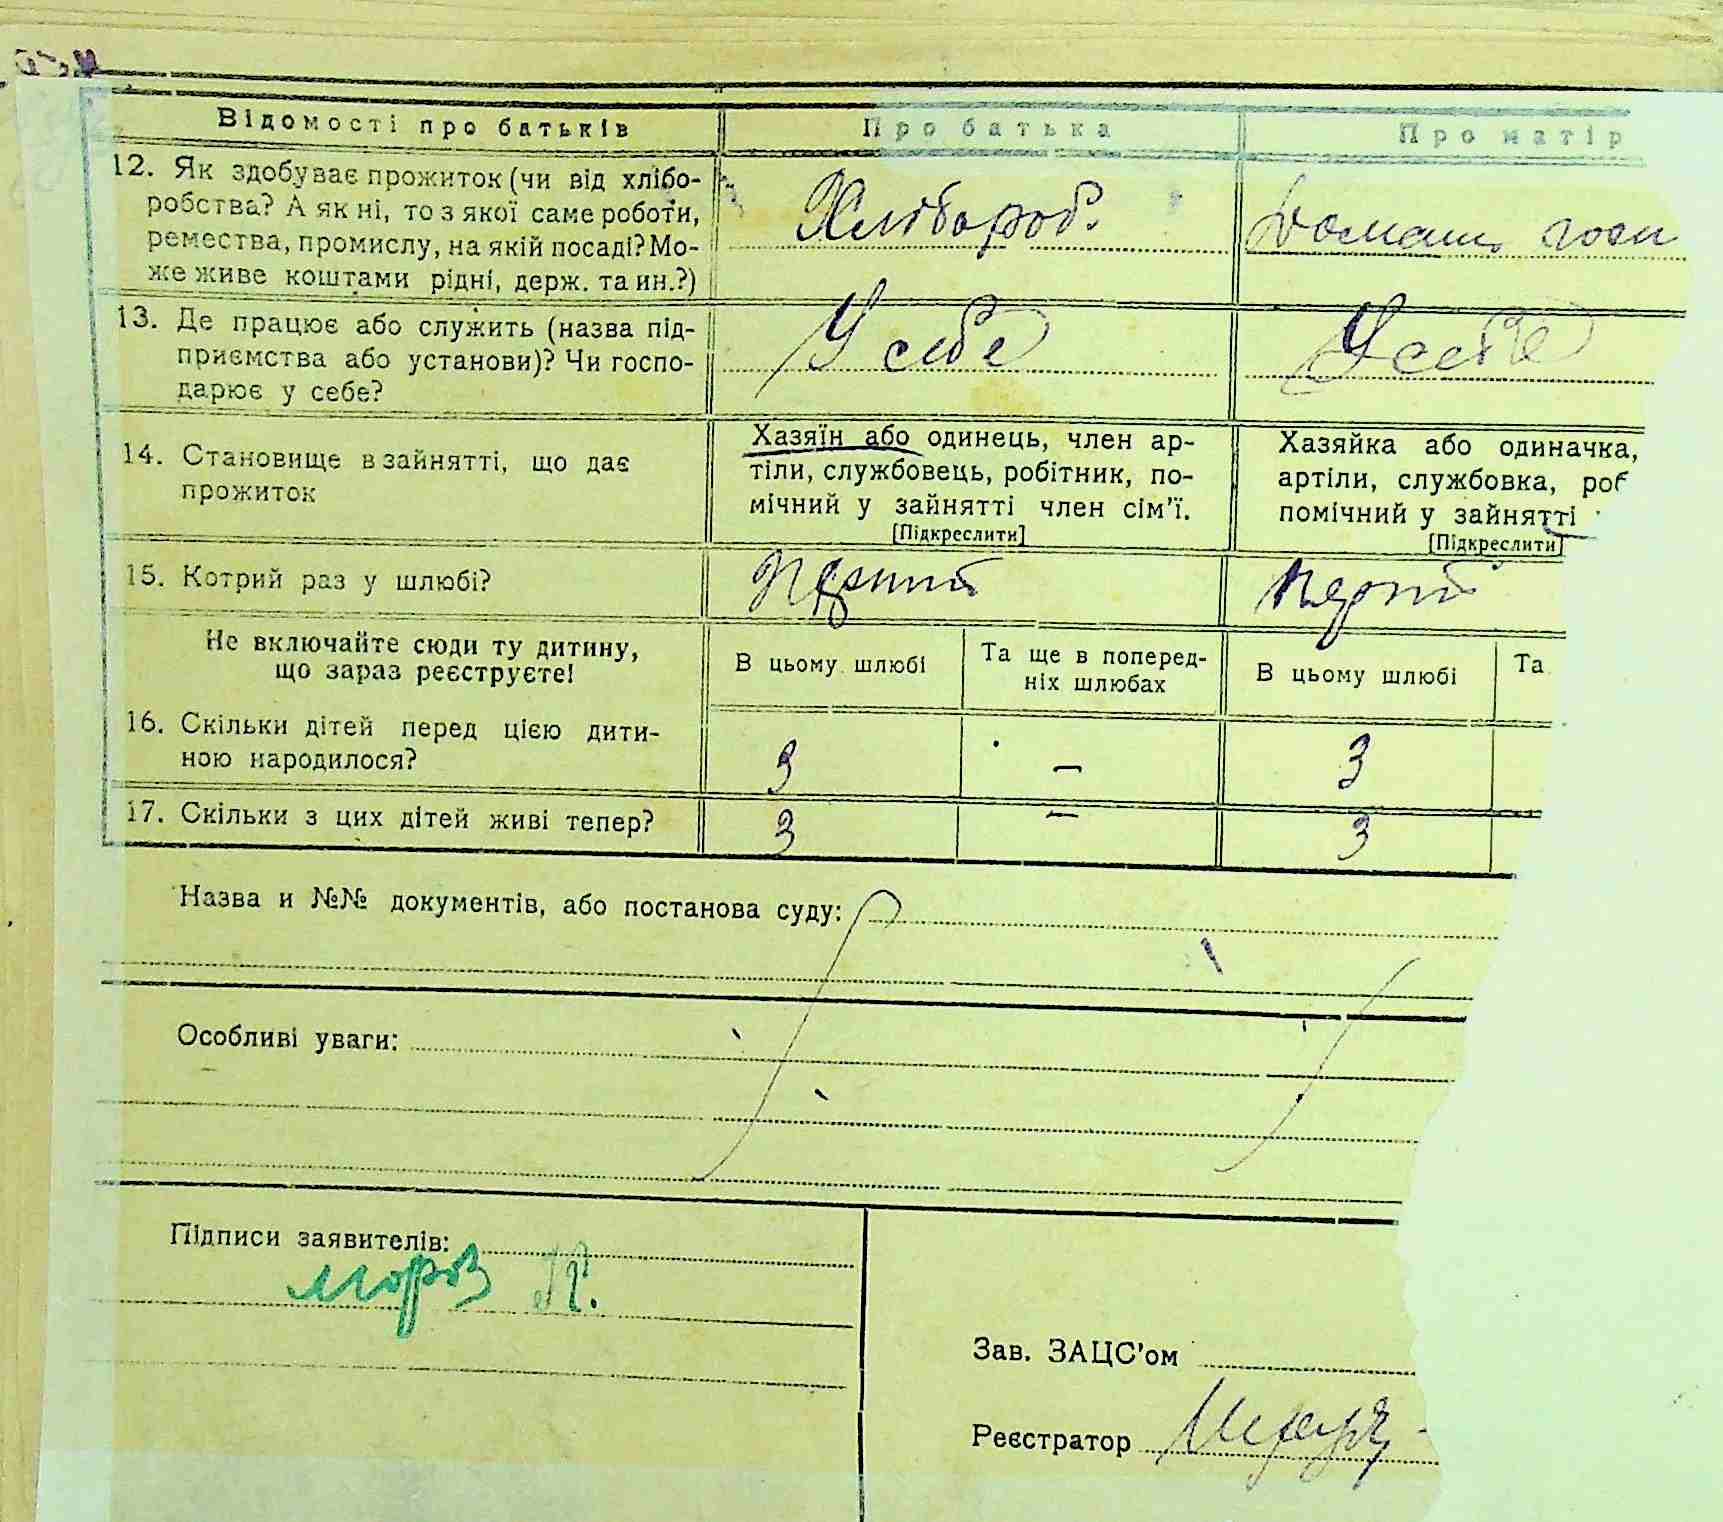 Відомості про батьків
Про батька
Про матір
12. Як здобуває прожиток (чи від хлібо-
робства? А як ні, то з якої саме роботи,
ремества, промислу, на якій посаді? Мо-
же живе коштами рідні, держ. та ин.?)
Хлібороб.
Домашн. госп
13. Де працює або служить (назва під-
приємства або установи)? Чи госпо-
дарює у себе?
У себе
У себе
14. Становище в зайнятті, що дає
прожиток
Хазяїн або одинець, член ар-
тіли, службовець, робітник, по-
мічний у зайнятті член сім'ї.
[Підкреслити]
Хазяйка або одиначка,
артіли, службовка, роб
помічний у зайнятті
[Підкреслити]
15. Котрий раз у шлюбі?
Перший
Не включайте сюди ту дитину,
що зараз реєструєте!
В цьому шлюбі
Та ще в поперед-
ніх шлюбах
В цьому шлюбі
Та
16. Скільки дітей перед цією дити-
ною народилося?
3
–
3
17. Скільки з цих дітей живі тепер?
3
–
3
Назва и №№ документів, або постанова суду:
Особливі уваги:
Підписи заявителів:
Мороз
Зав. ЗАЦС'ом
Реєстратор